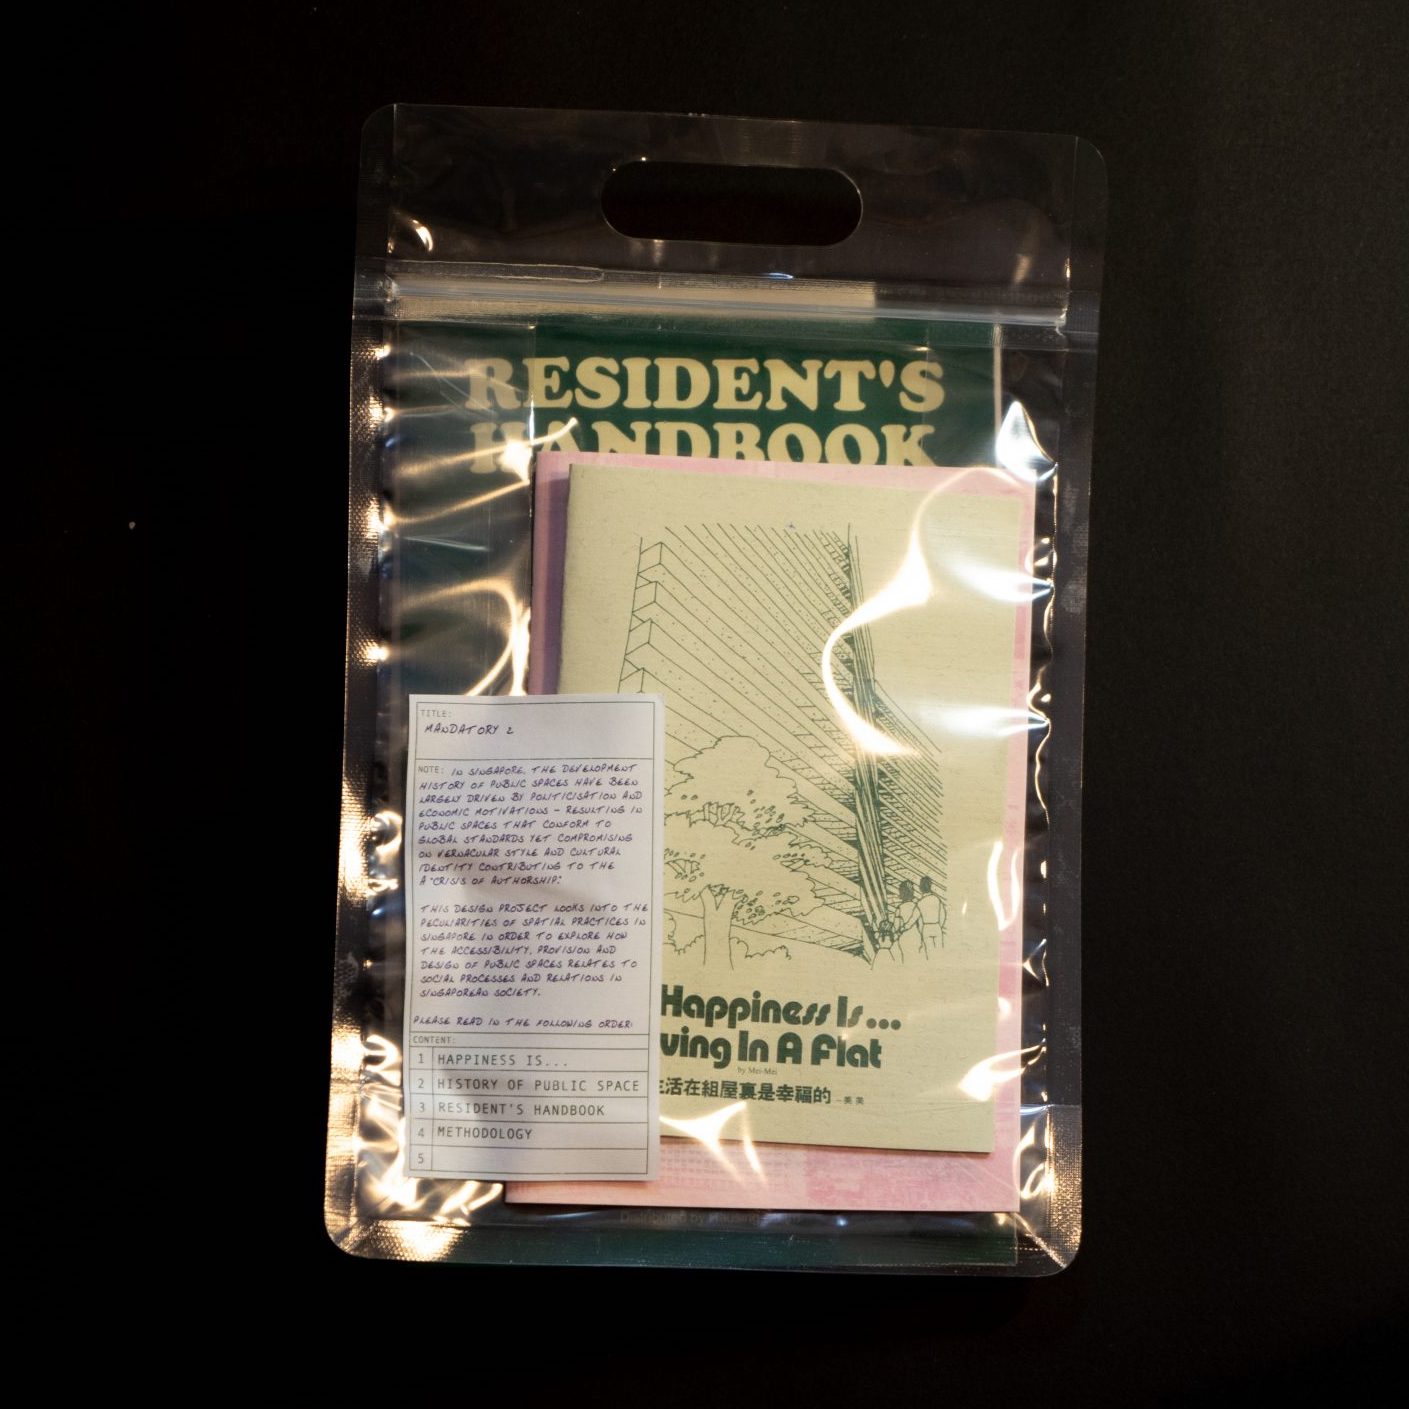 RESIDENT'S
HANDBOOK
TITLE:
MANDATORY 2
NOTE: IN SINGAPORE, THE DEVELOPMENT
HISTORY OF PUBLIC SPACES HAVE BEEN
LARGELY DRIVEN BY POLITICISATION AND
ECONOMIC MOTIVATIONS – RESULTING IN
PUBLIC SPACES THAT CONFORM TO
GLOBAL STANDARDS YET COMPROMISING
ON VERNACULAR STYLE AND CULTURAL
IDENTITY CONTRIBUTING TO THE
A "CRISIS OF AUTHORSHIP."
THIS DESIGN PROJECT LOOKS INTO THE
PECULIARITIES OF SPATIAL PRACTICES IN
SINGAPORE IN ORDER TO EXPLORE HOW
THE ACCESSIBILITY, PROVISION AND
DESIGN OF PUBLIC SPACES RELATES TO
SOCIAL PROCESSES AND RELATIONS IN
SINGAPOREAN SOCIETY.
PLEASE READ IN THE FOLLOWING ORDER:
CONTENT:
1 HAPPINESS IS...
2 HISTORY OF PUBLIC SPACE
3 RESIDENT'S HANDBOOK
4 METHODOLOGY
5
Happiness Is...
ving In A Flat
by Mei-Mei
生活在組屋裏是幸福的 –美美